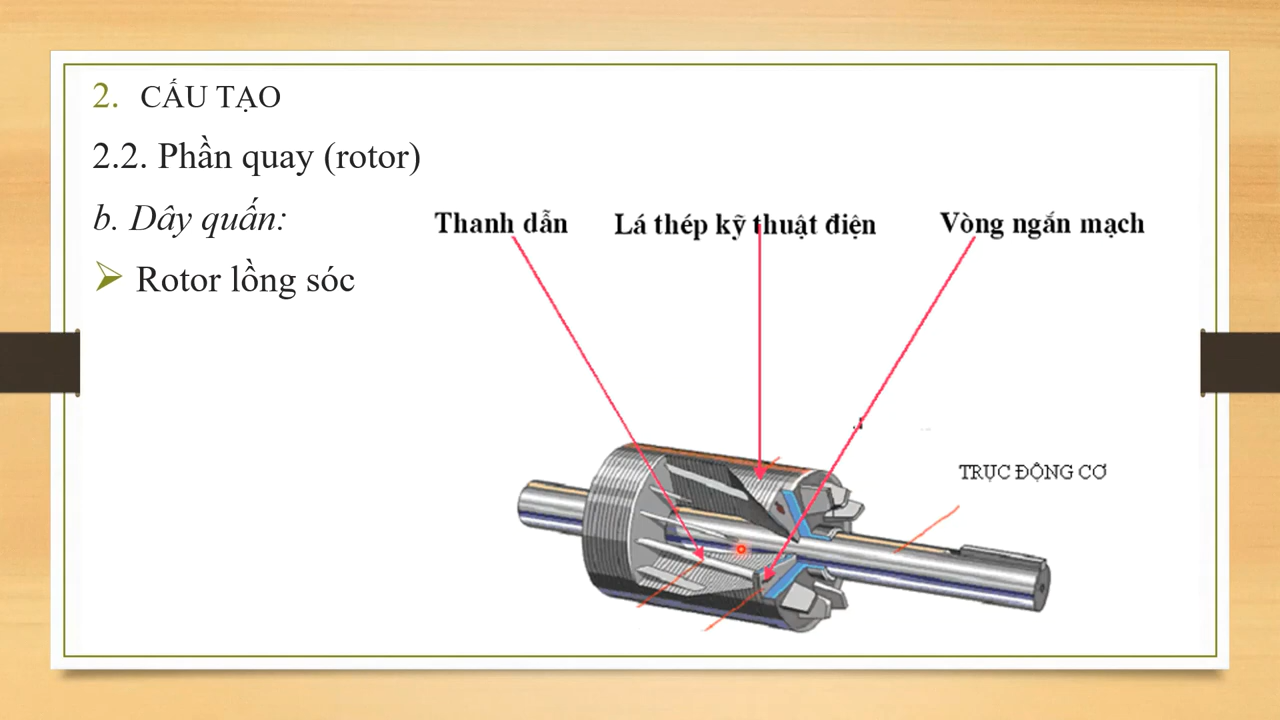 2. CẤU TẠO
2.2. Phần quay (rotor)
b. Dây quấn:
Rotor lồng sóc
Thanh dẫn Lá thép kỹ thuật điện Vòng ngắn mạch
TRỤC ĐỘNG CƠ